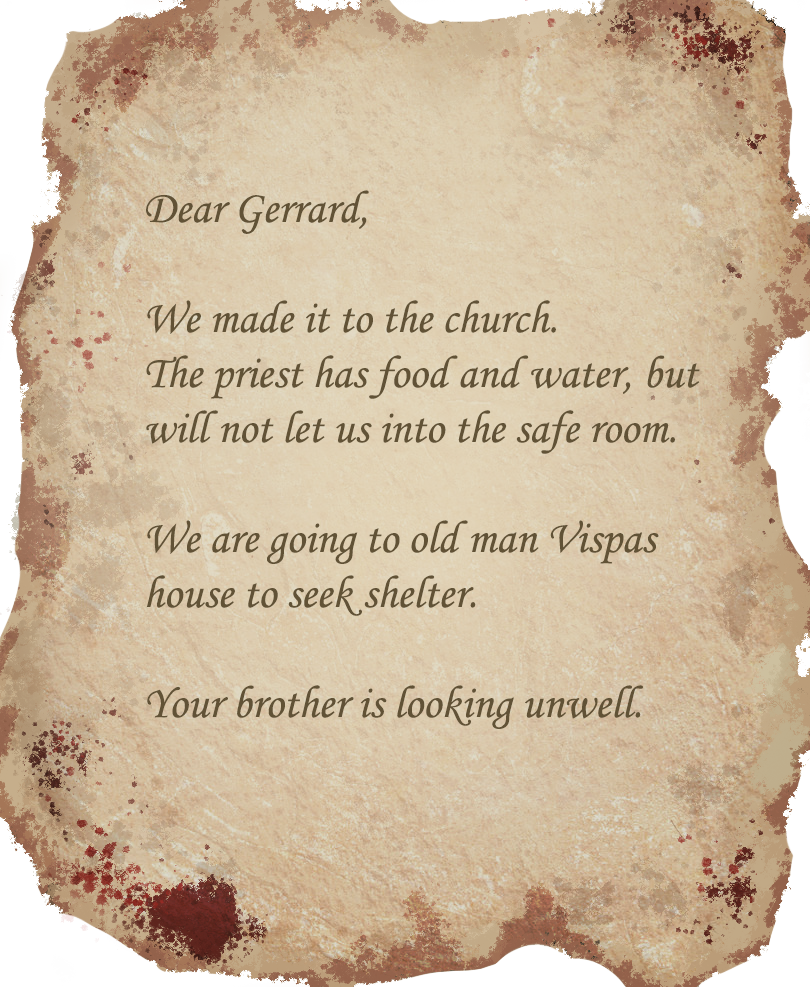 Dear Gerrard,
We made it to the church.
The priest has food and water, but
will not let us into the safe room.
We are going to old man Vispas
house to seek shelter.
Your brother is looking unwell.